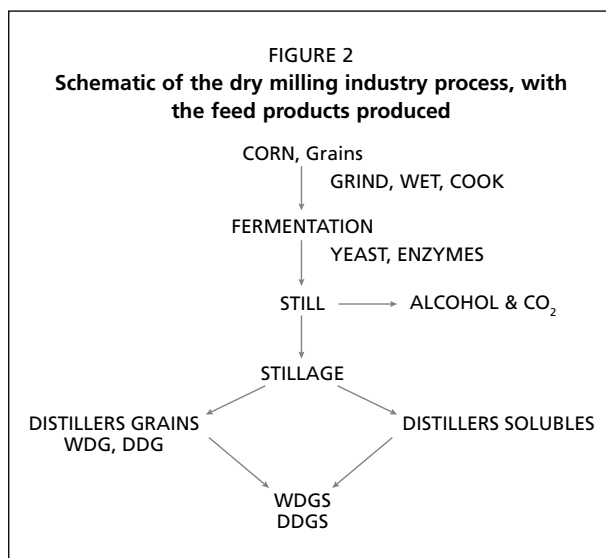 FIGURE 2
Schematic of the dry milling industry process, with
the feed products produced
CORN, Grains
GRIND, WET, COOK
FERMENTATION
YEAST, ENZYMES
STILL
ALCOHOL & CO₂
STILLAGE
DISTILLERS GRAINS
WDG, DDG
DISTILLERS SOLUBLES
WDGS
DDGS